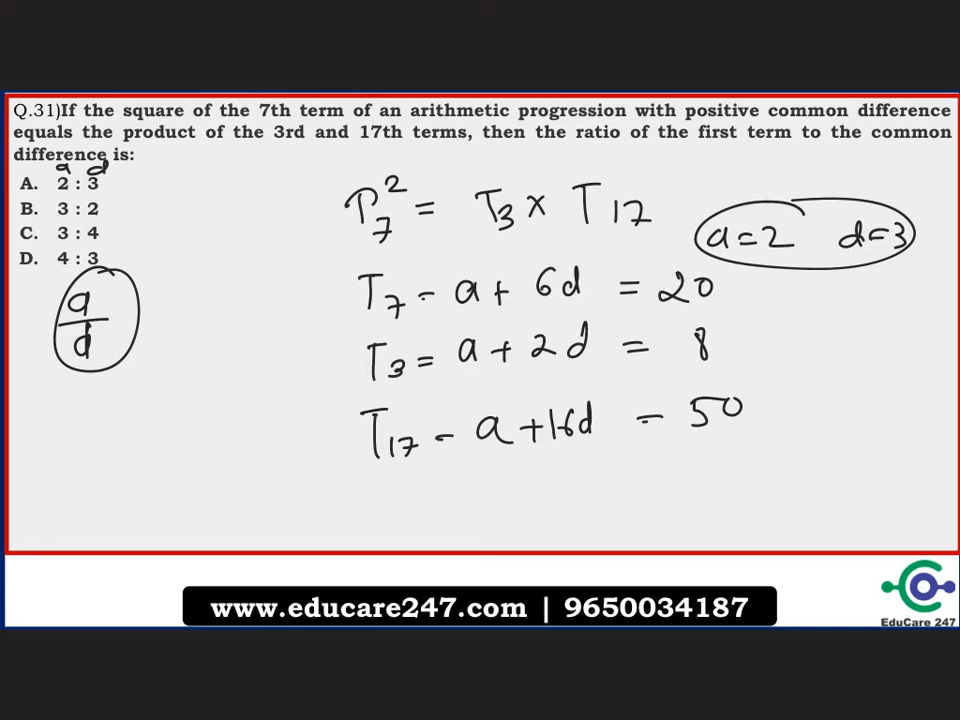 Q.31)If the square of the 7th term of an arithmetic progression with positive common difference
equals the product of the 3rd and 17th terms, then the ratio of the first term to the common
difference is:
a d
A. 2 : 3
B. 3 : 2
C. 3 : 4
D. 4 : 3
a/d
T₇² = T₃ × T₁₇
a = 2 d = 3
T₇ = a + 6d = 20
T₃ = a + 2d = 8
T₁₇ = a + 16d = 50
www.educare247.com | 9650034187
EduCare 247